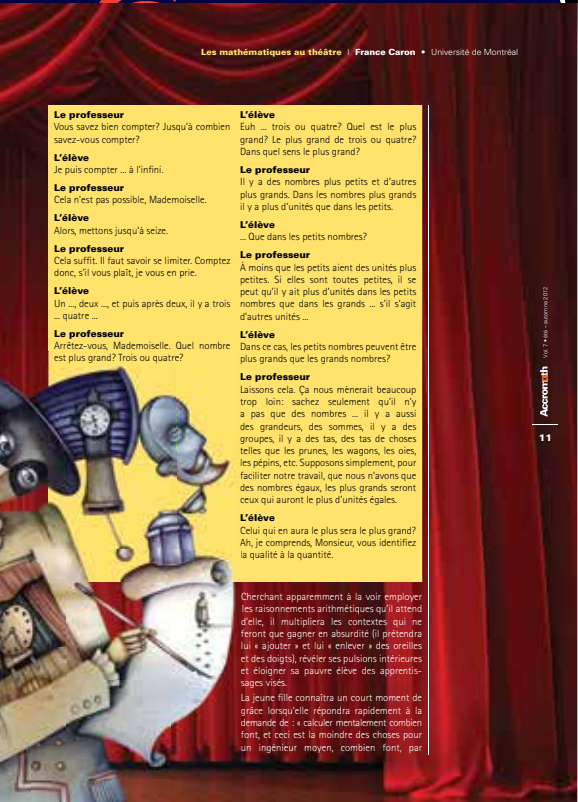 Les mathématiques au théâtre | France Caron • Université de Montréal
Le professeur
Vous savez bien compter? Jusqu'à combien
savez-vous compter?
L'élève
Je puis compter ... à l'infini.
Le professeur
Cela n'est pas possible, Mademoiselle.
L'élève
Alors, mettons jusqu'à seize.
Le professeur
Cela suffit. Il faut savoir se limiter. Comptez
donc, s'il vous plaît, je vous en prie.
L'élève
Un ..., deux ..., et puis après deux, il y a trois
... quatre ...
Le professeur
Arrêtez-vous, Mademoiselle. Quel nombre
est plus grand? Trois ou quatre?
L'élève
Euh ... trois ou quatre? Quel est le plus
grand? Le plus grand de trois ou quatre?
Dans quel sens le plus grand?
Le professeur
Il y a des nombres plus petits et d'autres
plus grands. Dans les nombres plus grands
il y a plus d'unités que dans les petits.
L'élève
... Que dans les petits nombres?
Le professeur
À moins que les petits aient des unités plus
petites. Si elles sont toutes petites, il se
peut qu'il y ait plus d'unités dans les petits
nombres que dans les grands ... s'il s'agit
d'autres unités ...
L'élève
Dans ce cas, les petits nombres peuvent être
plus grands que les grands nombres?
Le professeur
Laissons cela. Ça nous mènerait beaucoup
trop loin: sachez seulement qu'il n'y
a pas que des nombres ... il y a aussi
des grandeurs, des sommes, il y a des
groupes, il y a des tas, des tas de choses
telles que les prunes, les wagons, les oies,
les pépins, etc. Supposons simplement, pour
faciliter notre travail, que nous n'avons que
des nombres égaux, les plus grands seront
ceux qui auront le plus d'unités égales.
L'élève
Celui qui en aura le plus sera le plus grand?
Ah, je comprends, Monsieur, vous identifiez
la qualité à la quantité.
Cherchant apparemment à la voir employer
les raisonnements arithmétiques qu'il attend
d'elle, il multipliera les contextes qui ne
feront que gagner en absurdité (il prétendra
lui « ajouter » et lui « enlever » des oreilles
et des doigts), révéler ses pulsions intérieures
et éloigner sa pauvre élève des apprentis-
sages visés.
La jeune fille connaîtra un court moment de
grâce lorsqu'elle répondra rapidement à la
demande de : « calculer mentalement combien
font, et ceci est la moindre des choses pour
un ingénieur moyen, combien font, par
Accromath Vol. 7 • été – automne 2012
11